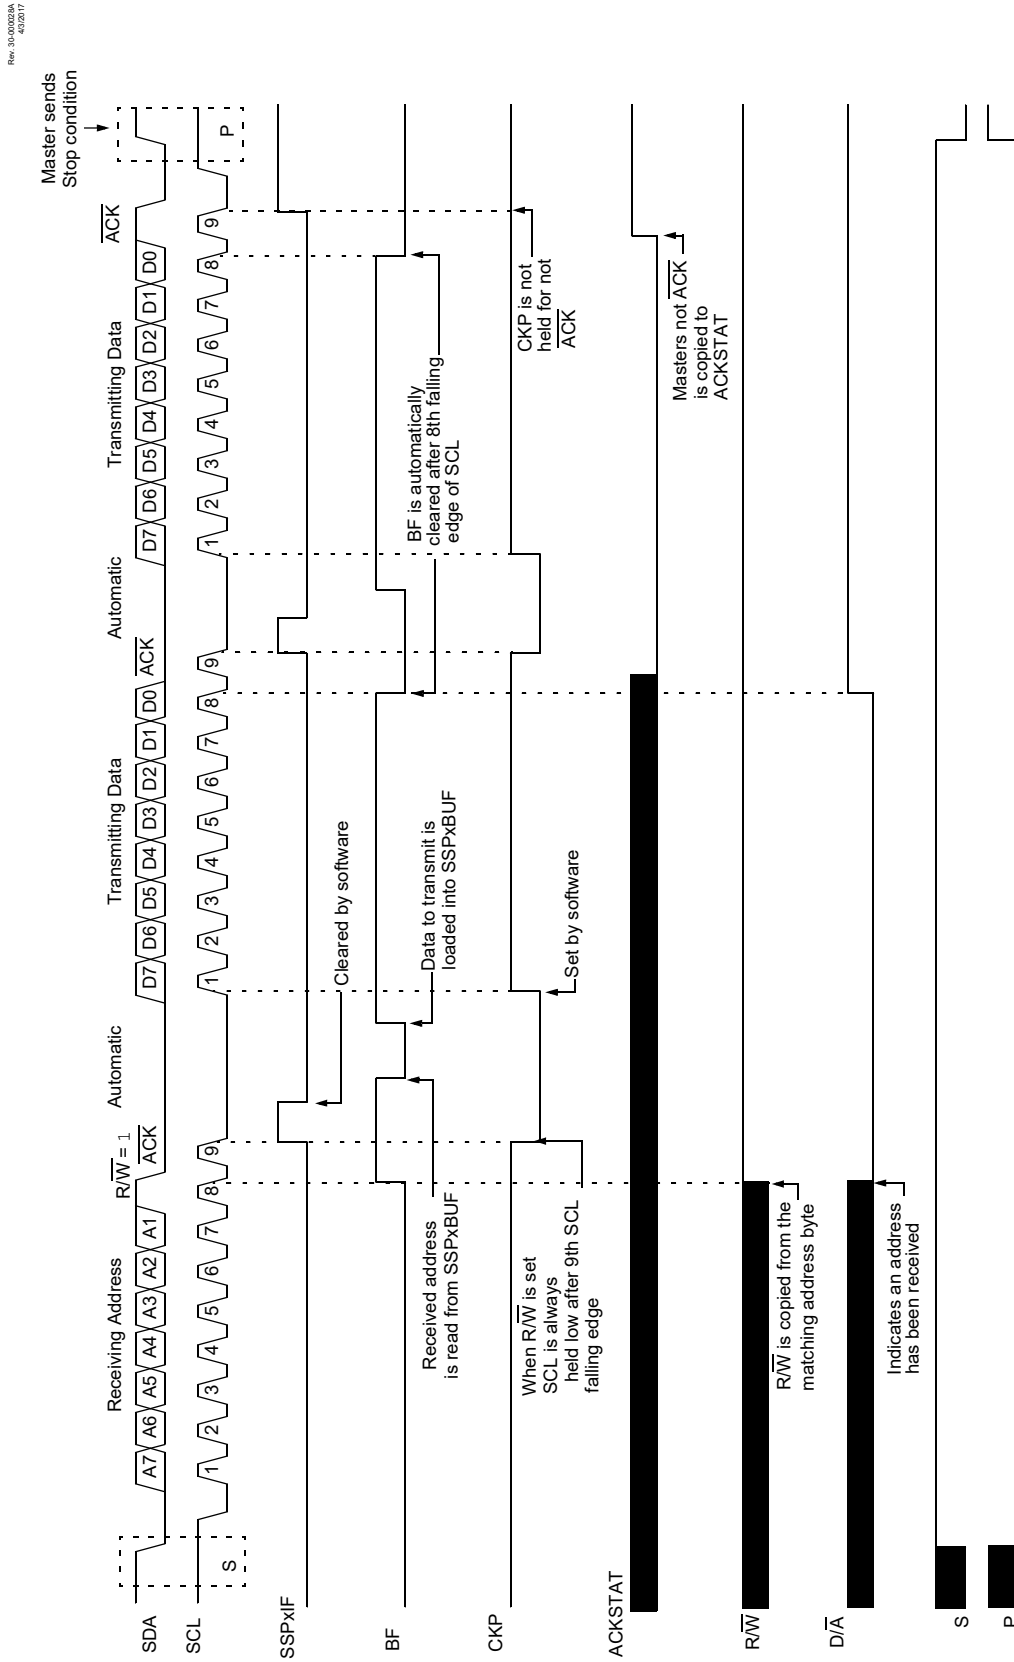 Rev. 30-000028A
4/3/2017
Master sends
Stop condition
Receiving Address
R/W = 1
Automatic
Transmitting Data
Automatic
Transmitting Data
ACK
SDA
A7 A6 A5 A4 A3 A2 A1
ACK
D7 D6 D5 D4 D3 D2 D1 D0
ACK
D7 D6 D5 D4 D3 D2 D1 D0
SCL
S
1 2 3 4 5 6 7 8 9
1 2 3 4 5 6 7 8 9
1 2 3 4 5 6 7 8 9
P
SSPxIF
Cleared by software
BF
Received address
is read from SSPxBUF
Data to transmit is
loaded into SSPxBUF
BF is automatically
cleared after 8th falling
edge of SCL
CKP
When R/W is set
SCL is always
held low after 9th SCL
falling edge
Set by software
CKP is not
held for not
ACK
ACKSTAT
Masters not ACK
is copied to
ACKSTAT
R/W
R/W is copied from the
matching address byte
D/A
Indicates an address
has been received
S
P